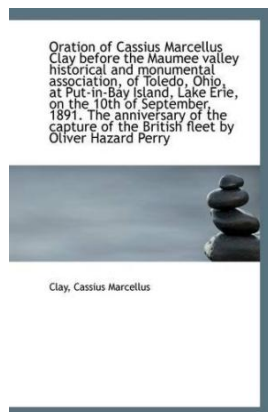 Oration of Cassius Marcellus
Clay before the Maumee valley
historical and monumental
association, of Toledo, Ohio,
at Put-in-Bay Island, Lake Erie,
on the 10th of September,
1891. The anniversary of the
capture of the British fleet by
Oliver Hazard Perry
Clay, Cassius Marcellus